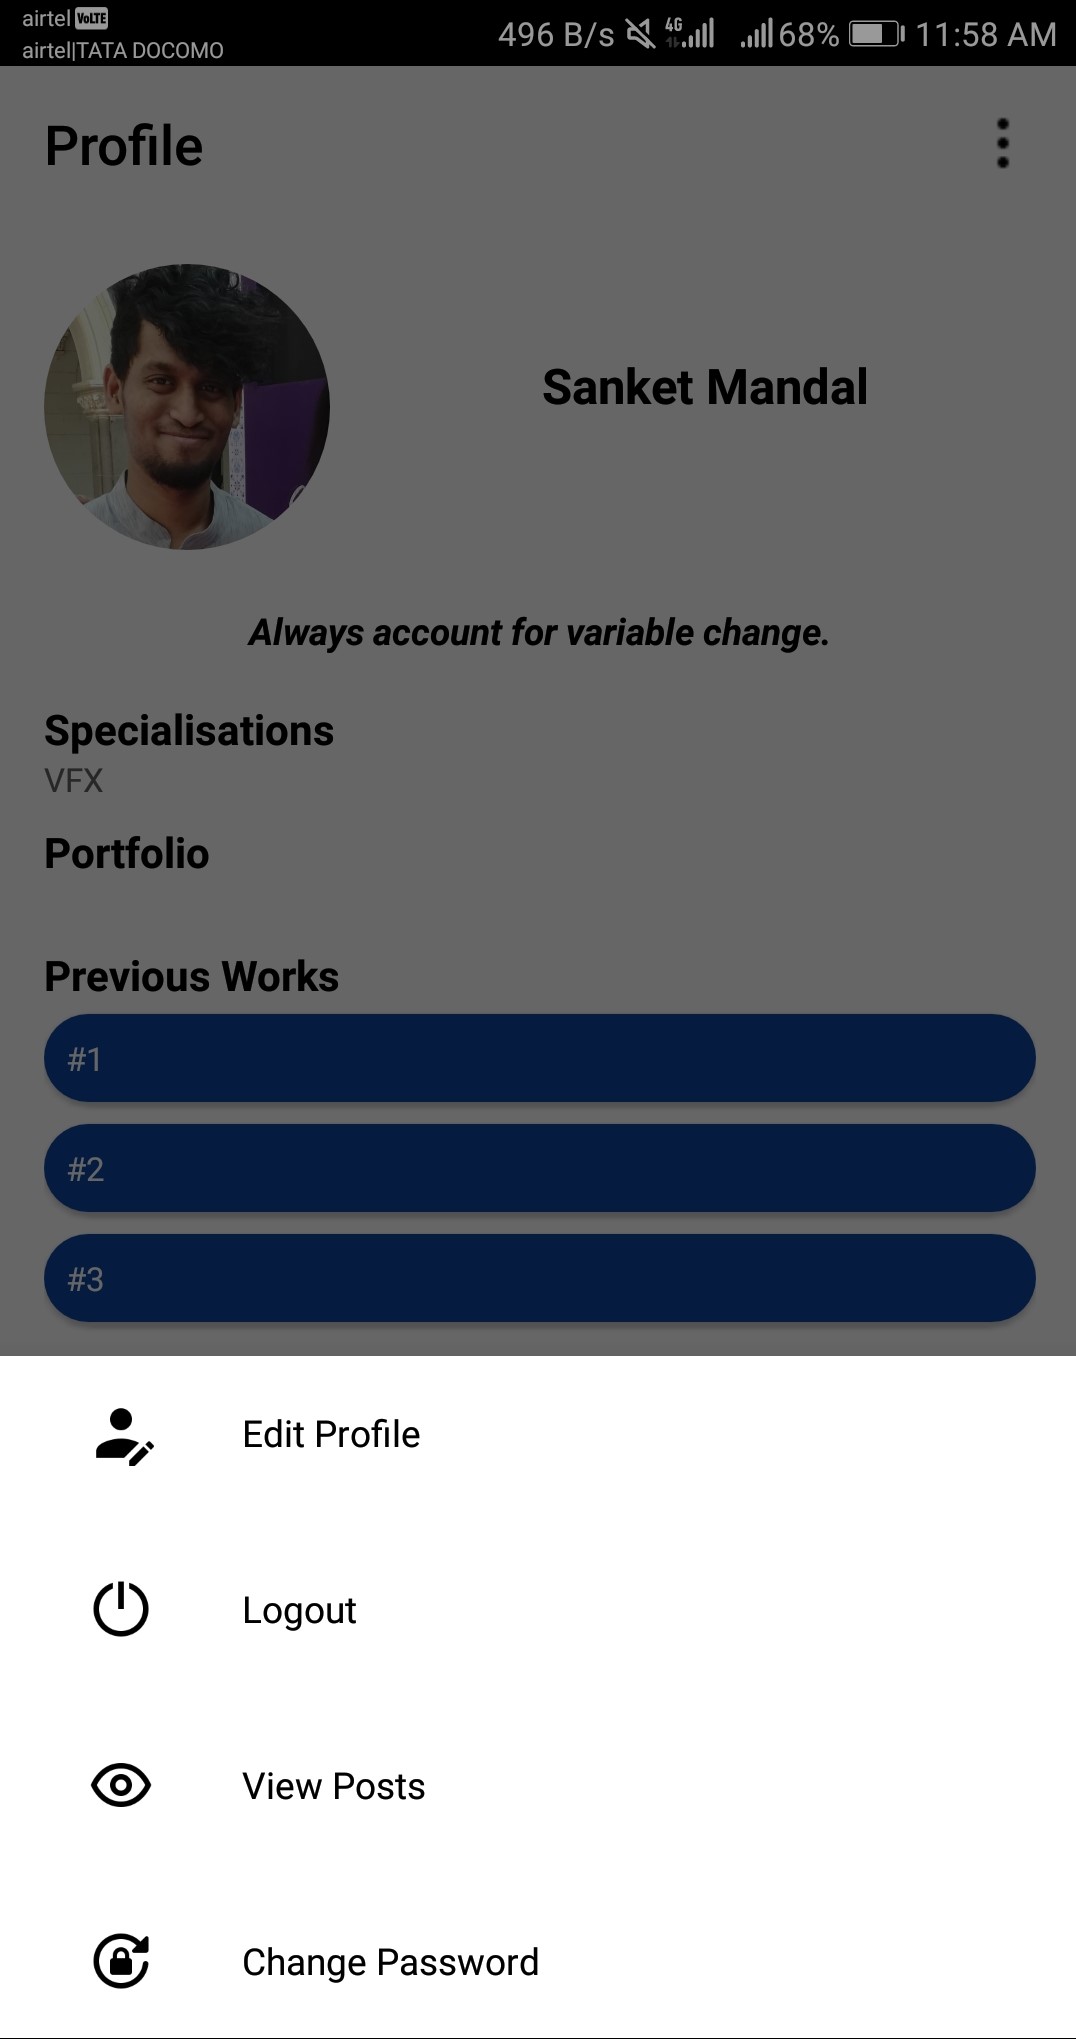 airtel VoLTE
airtel|TATA DOCOMO
496 B/s 4G 68% 11:58 AM
Profile
Sanket Mandal
Always account for variable change.
Specialisations
VFX
Portfolio
Previous Works
#1
#2
#3
Edit Profile
Logout
View Posts
Change Password